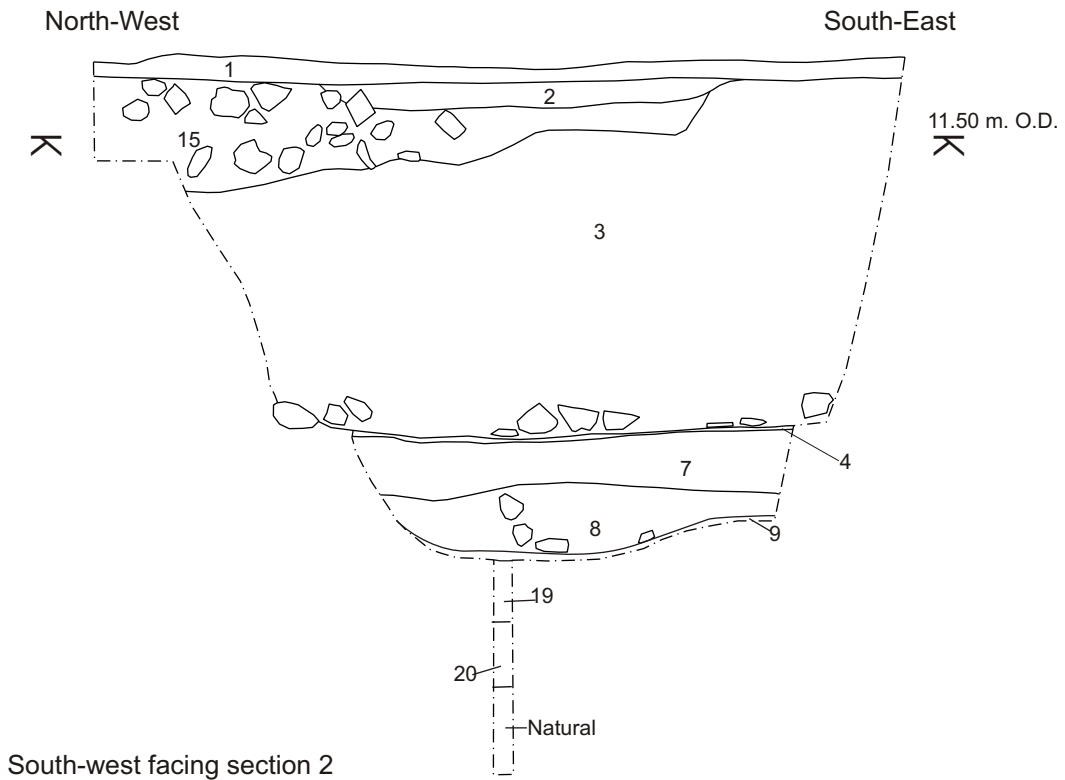 North-West
South-East
1
2
11.50 m. O.D.
K
15
K
3
4
7
8
9
19
20
Natural
South-west facing section 2